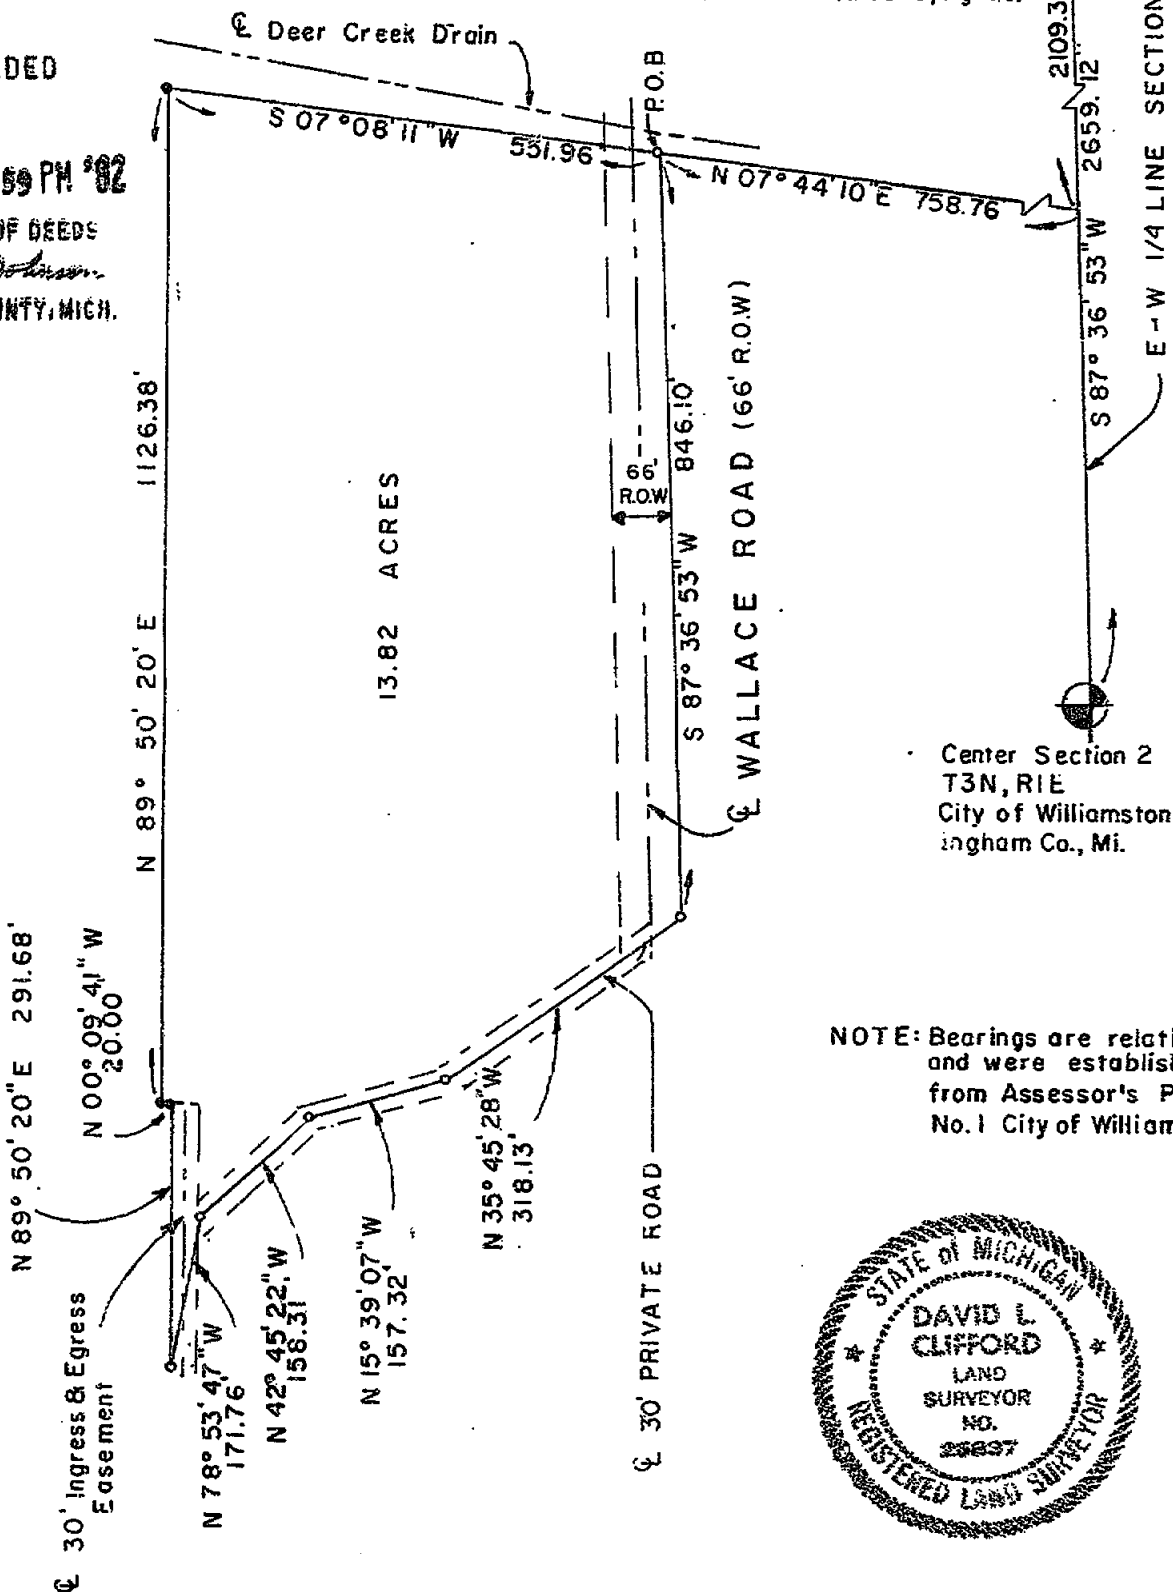 ℄ Deer Creek Drain
DED
59 PM '82
OF DEEDS
Johnson
UNTY, MICH.
S 07°08'11"W 531.96
P.O.B
N 07°44'10"E 758.76
2109.3
2659.12'
S 87° 36' 53" W
E-W 1/4 LINE SECTION
1126.38'
N 89° 50' 20" E
13.82 ACRES
66'
R.O.W
846.10'
S 87° 36' 53" W
℄ WALLACE ROAD (66' R.O.W)
Center Section 2
T3N, R1E
City of Williamston
Ingham Co., Mi.
N 89° 50' 20" E 291.68'
N 00° 09' 41" W
20.00
NOTE: Bearings are relati
and were establis
from Assessor's P
No. 1 City of William
N 35° 45' 28" W
318.13'
N 15° 39' 07" W
157.32'
N 42° 45' 22" W
158.31
N 78° 53' 47" W
171.76'
℄ 30' Ingress & Egress
Easement
℄ 30' PRIVATE ROAD
STATE of MICHIGAN
DAVID L.
CLIFFORD
LAND
SURVEYOR
NO.
REGISTERED LAND SURVEYOR